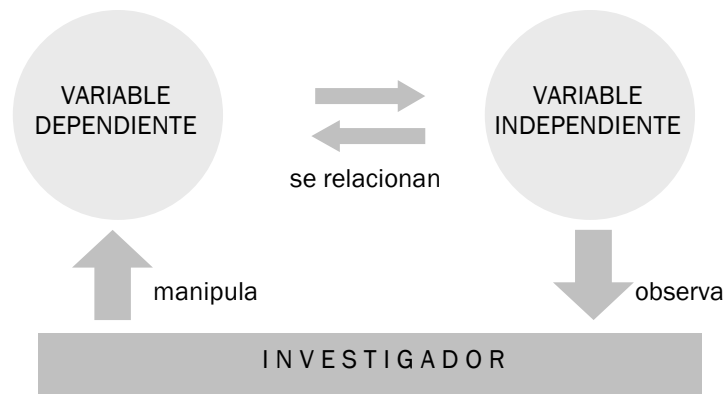 VARIABLE
DEPENDIENTE
VARIABLE
INDEPENDIENTE
se relacionan
manipula
observa
INVESTIGADOR